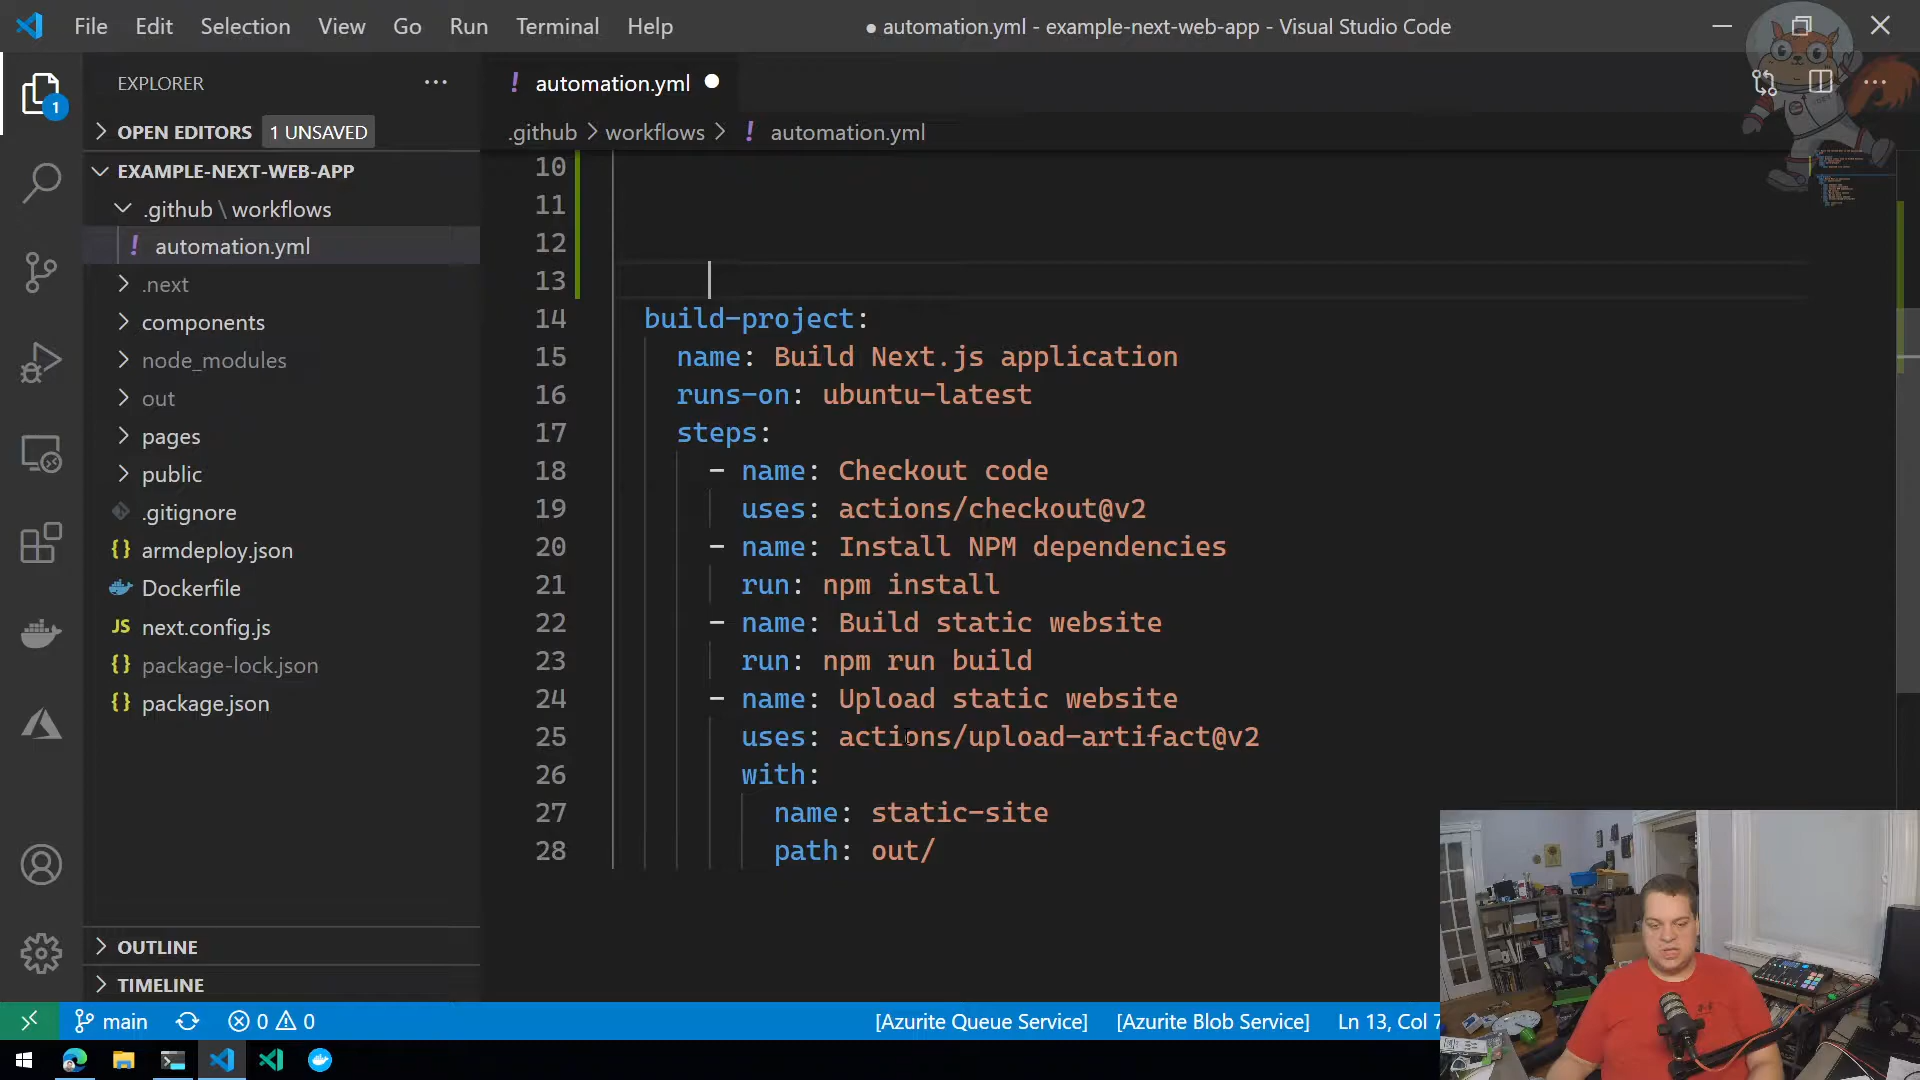 File Edit Selection View Go Run Terminal Help
● automation.yml - example-next-web-app - Visual Studio Code
EXPLORER
OPEN EDITORS 1 UNSAVED
EXAMPLE-NEXT-WEB-APP
.github \ workflows
! automation.yml
.next
components
node_modules
out
pages
public
.gitignore
{} armdeploy.json
Dockerfile
JS next.config.js
{} package-lock.json
{} package.json
OUTLINE
TIMELINE
1
! automation.yml ●
.github > workflows > ! automation.yml
10
11
12
13
14 build-project:
15 name: Build Next.js application
16 runs-on: ubuntu-latest
17 steps:
18 - name: Checkout code
19 uses: actions/checkout@v2
20 - name: Install NPM dependencies
21 run: npm install
22 - name: Build static website
23 run: npm run build
24 - name: Upload static website
25 uses: actions/upload-artifact@v2
26 with:
27 name: static-site
28 path: out/
main 0 0 [Azurite Queue Service] [Azurite Blob Service] Ln 13, Col 7